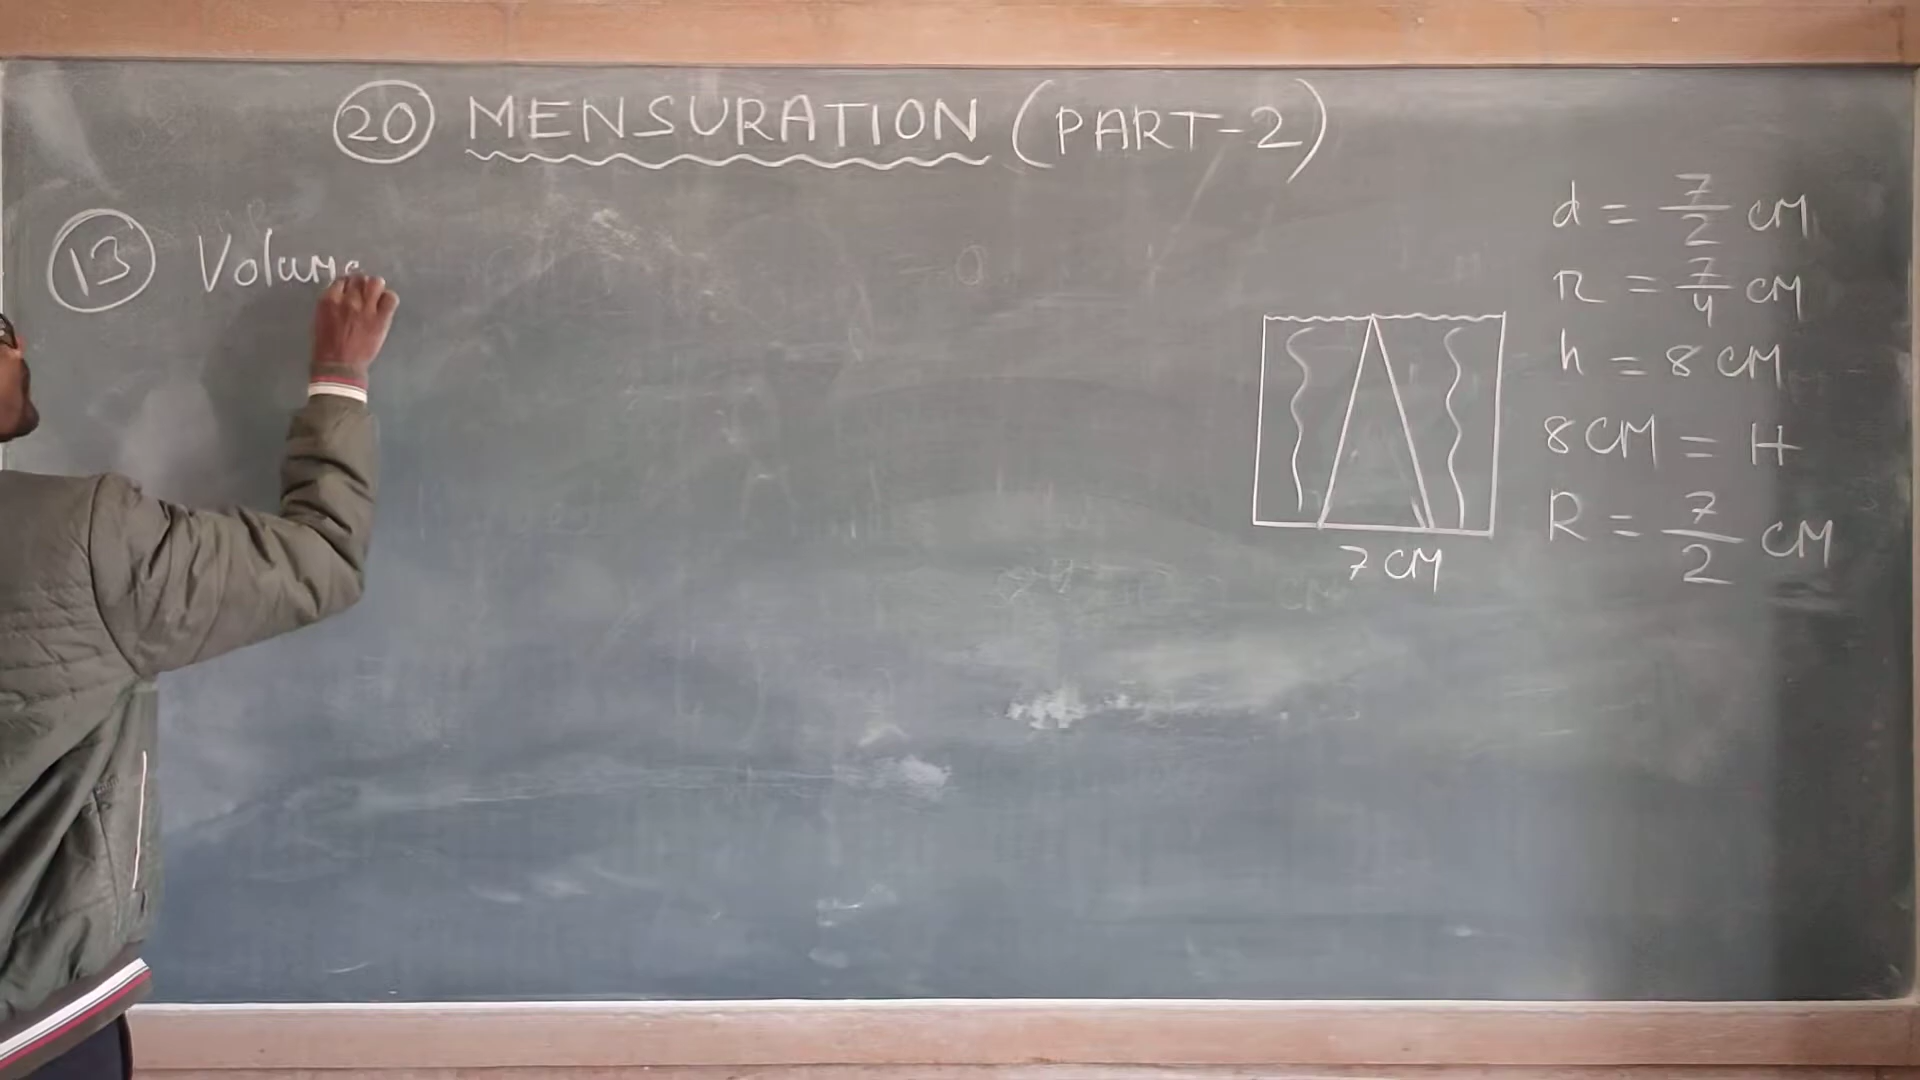 20 MENSURATION (PART-2)
13 Volume
7 CM
d = 7/2 CM
r = 7/4 CM
h = 8 CM
8 CM = H
R = 7/2 CM